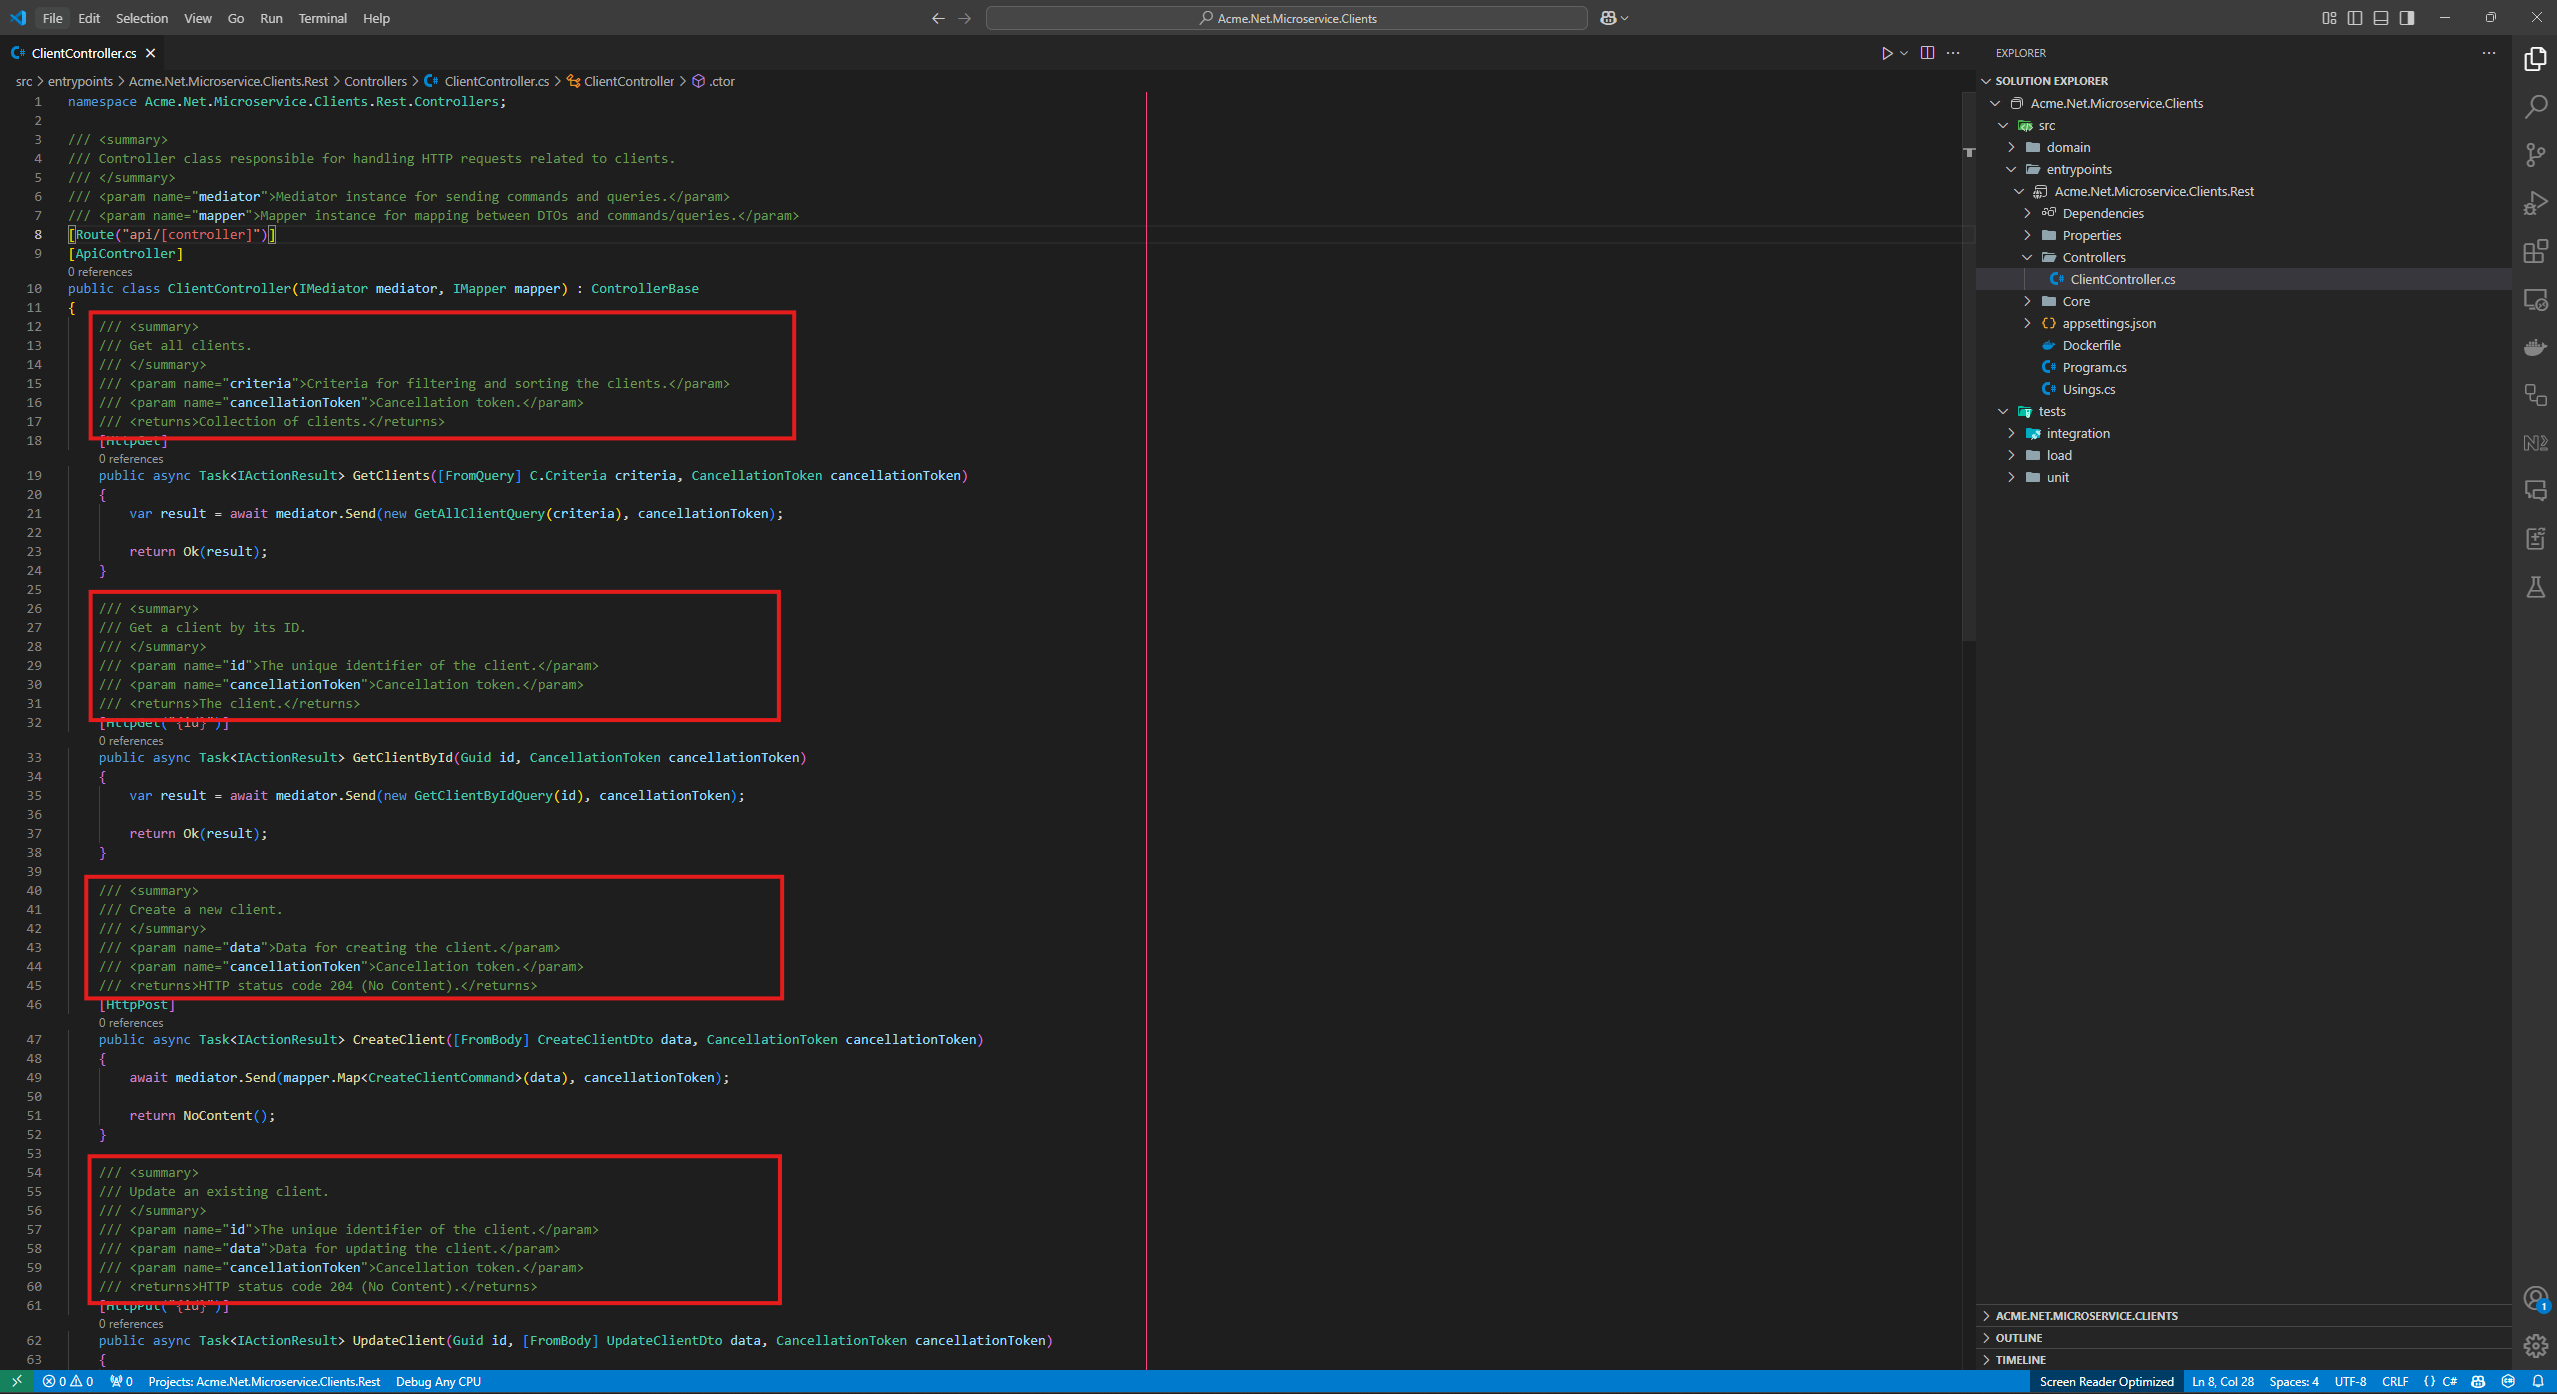 File Edit Selection View Go Run Terminal Help
Acme.Net.Microservice.Clients
ClientController.cs
src > entrypoints > Acme.Net.Microservice.Clients.Rest > Controllers > ClientController.cs > ClientController > .ctor
1 namespace Acme.Net.Microservice.Clients.Rest.Controllers;
2
3 /// <summary>
4 /// Controller class responsible for handling HTTP requests related to clients.
5 /// </summary>
6 /// <param name="mediator">Mediator instance for sending commands and queries.</param>
7 /// <param name="mapper">Mapper instance for mapping between DTOs and commands/queries.</param>
8 [Route("api/[controller]")]
9 [ApiController]
0 references
10 public class ClientController(IMediator mediator, IMapper mapper) : ControllerBase
11 {
12 /// <summary>
13 /// Get all clients.
14 /// </summary>
15 /// <param name="criteria">Criteria for filtering and sorting the clients.</param>
16 /// <param name="cancellationToken">Cancellation token.</param>
17 /// <returns>Collection of clients.</returns>
18 [HttpGet]
0 references
19 public async Task<IActionResult> GetClients([FromQuery] C.Criteria criteria, CancellationToken cancellationToken)
20 {
21 var result = await mediator.Send(new GetAllClientQuery(criteria), cancellationToken);
22
23 return Ok(result);
24 }
25
26 /// <summary>
27 /// Get a client by its ID.
28 /// </summary>
29 /// <param name="id">The unique identifier of the client.</param>
30 /// <param name="cancellationToken">Cancellation token.</param>
31 /// <returns>The client.</returns>
32 [HttpGet("{id}")]
0 references
33 public async Task<IActionResult> GetClientById(Guid id, CancellationToken cancellationToken)
34 {
35 var result = await mediator.Send(new GetClientByIdQuery(id), cancellationToken);
36
37 return Ok(result);
38 }
39
40 /// <summary>
41 /// Create a new client.
42 /// </summary>
43 /// <param name="data">Data for creating the client.</param>
44 /// <param name="cancellationToken">Cancellation token.</param>
45 /// <returns>HTTP status code 204 (No Content).</returns>
46 [HttpPost]
0 references
47 public async Task<IActionResult> CreateClient([FromBody] CreateClientDto data, CancellationToken cancellationToken)
48 {
49 await mediator.Send(mapper.Map<CreateClientCommand>(data), cancellationToken);
50
51 return NoContent();
52 }
53
54 /// <summary>
55 /// Update an existing client.
56 /// </summary>
57 /// <param name="id">The unique identifier of the client.</param>
58 /// <param name="data">Data for updating the client.</param>
59 /// <param name="cancellationToken">Cancellation token.</param>
60 /// <returns>HTTP status code 204 (No Content).</returns>
61 [HttpPut("{id}")]
0 references
62 public async Task<IActionResult> UpdateClient(Guid id, [FromBody] UpdateClientDto data, CancellationToken cancellationToken)
63 {
EXPLORER
SOLUTION EXPLORER
Acme.Net.Microservice.Clients
src
domain
entrypoints
Acme.Net.Microservice.Clients.Rest
Dependencies
Properties
Controllers
ClientController.cs
Core
appsettings.json
Dockerfile
Program.cs
Usings.cs
tests
integration
load
unit
ACME.NET.MICROSERVICE.CLIENTS
OUTLINE
TIMELINE
1
0 0 0 Projects: Acme.Net.Microservice.Clients.Rest Debug Any CPU
Screen Reader Optimized Ln 8, Col 28 Spaces: 4 UTF-8 CRLF {} C#